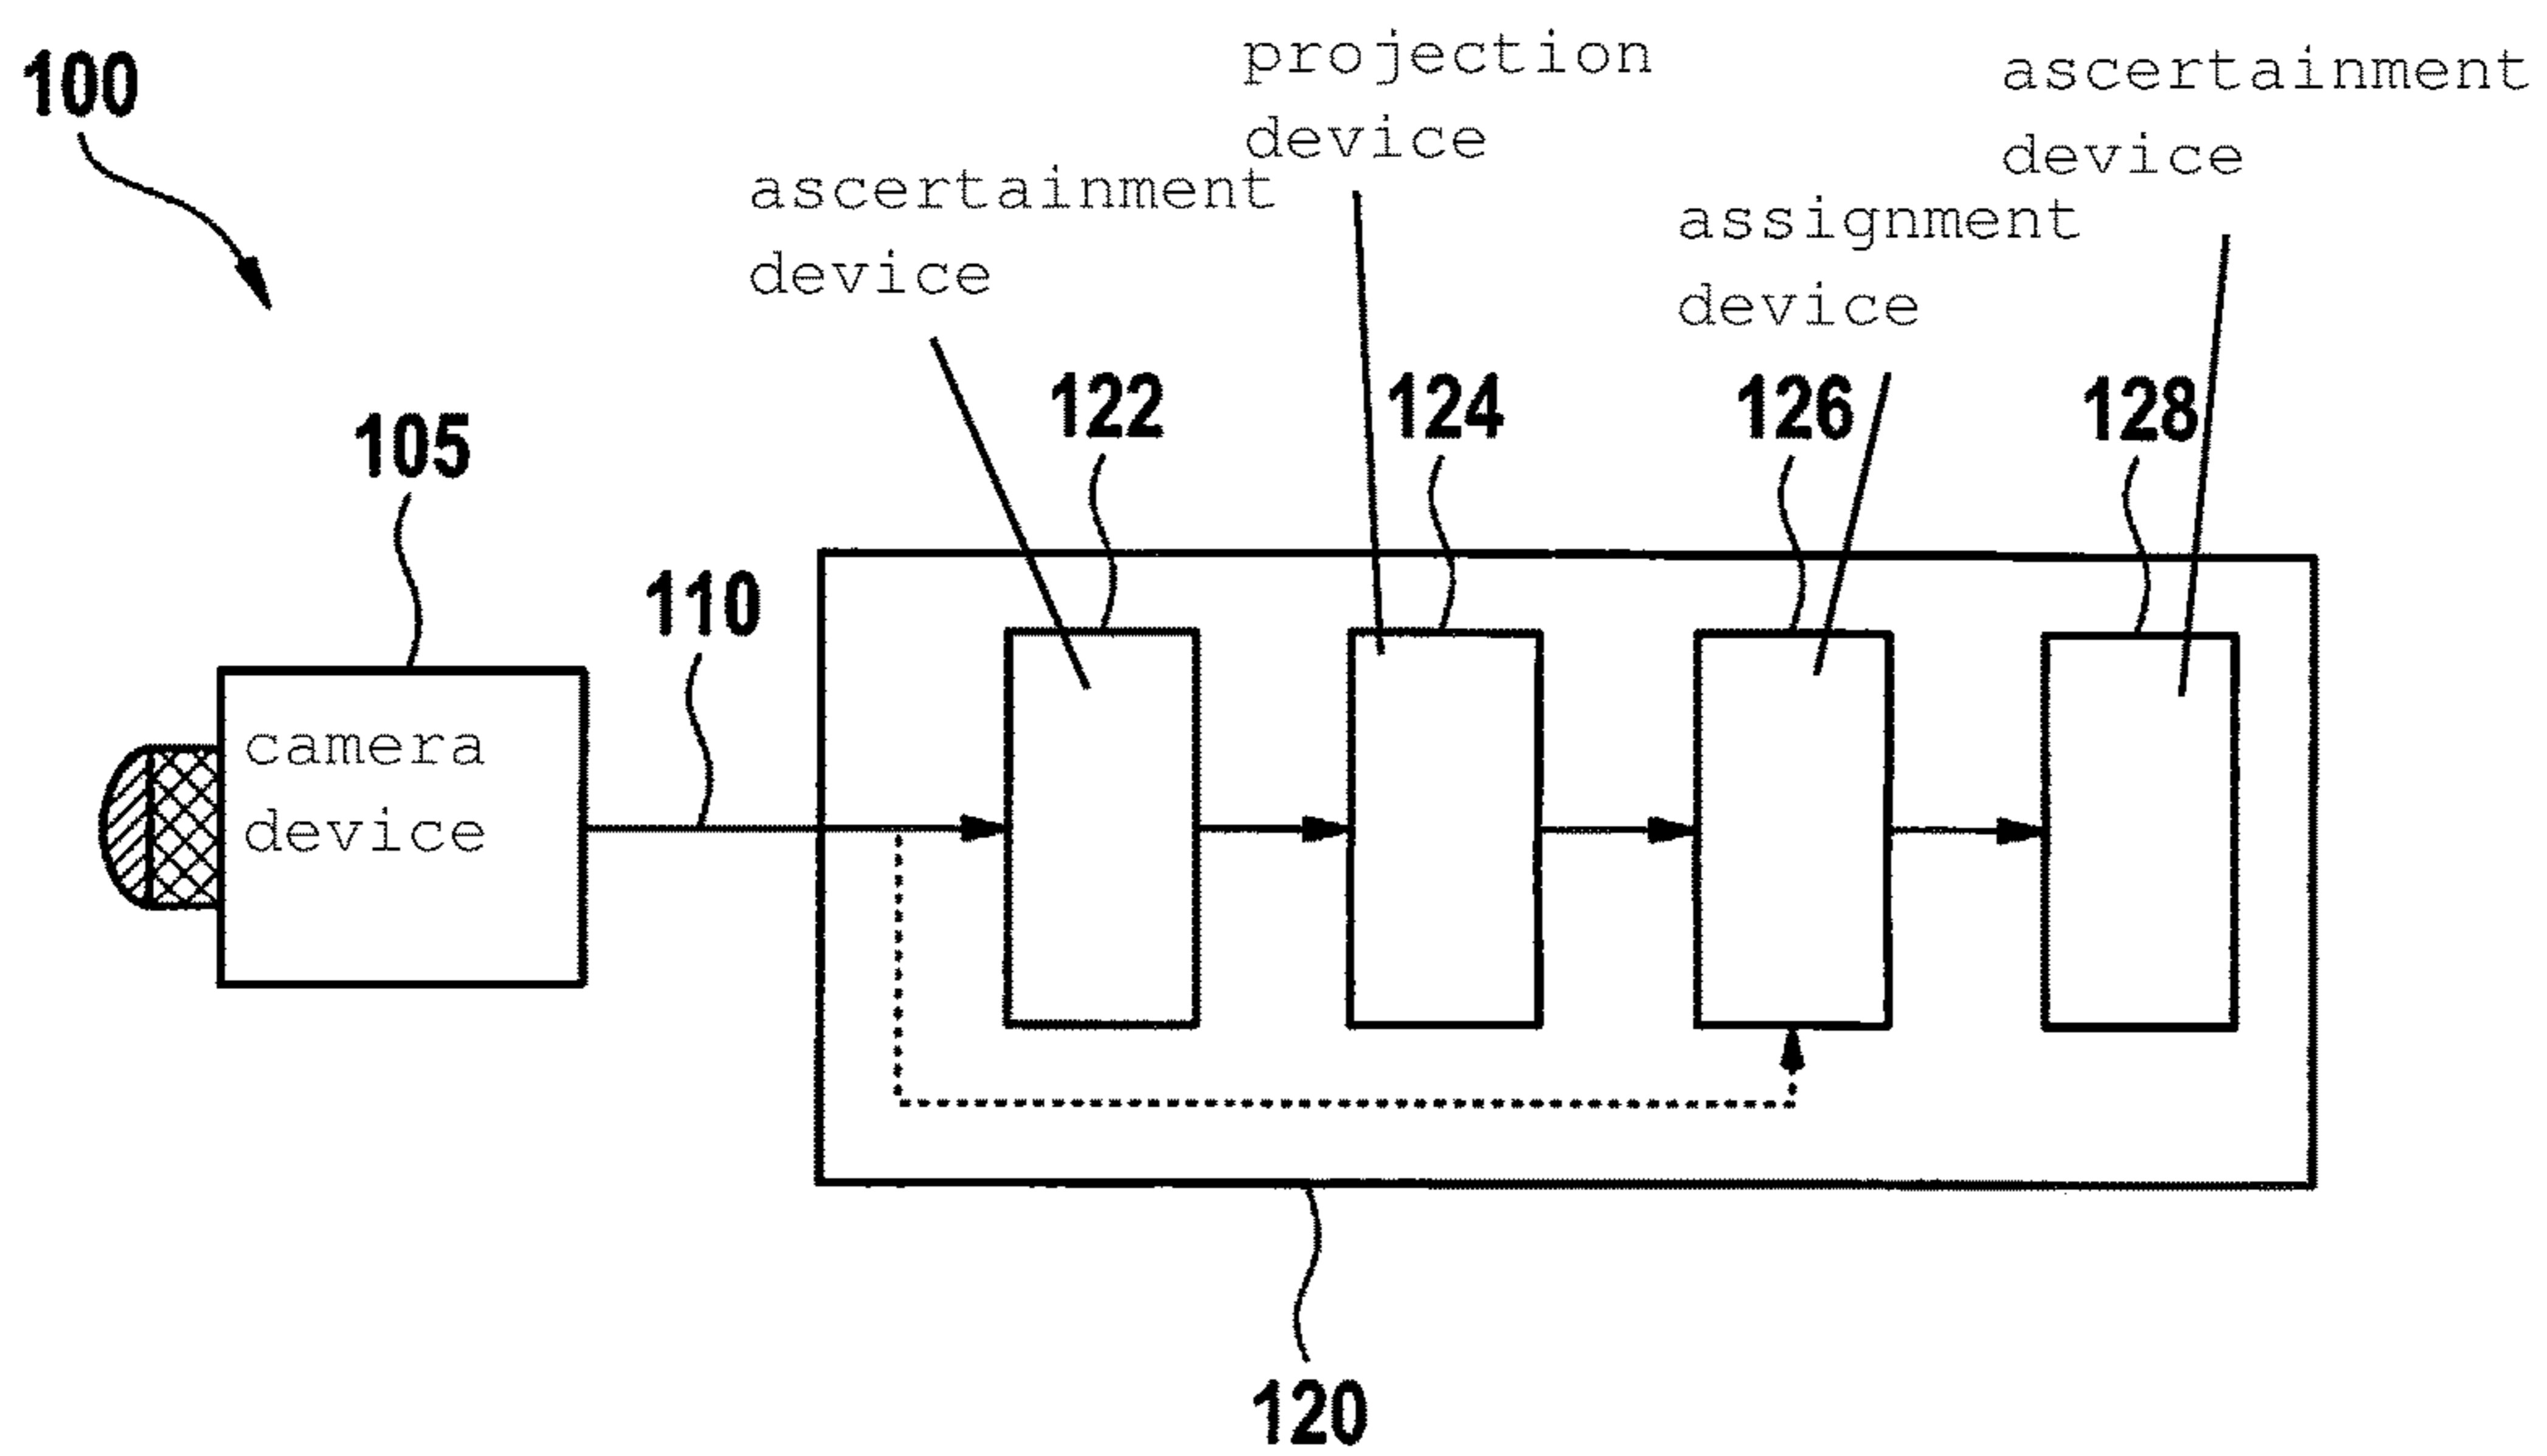 100
projection
device
ascertainment
device
ascertainment
device
assignment
device
122
124
126
128
105
110
camera
device
120